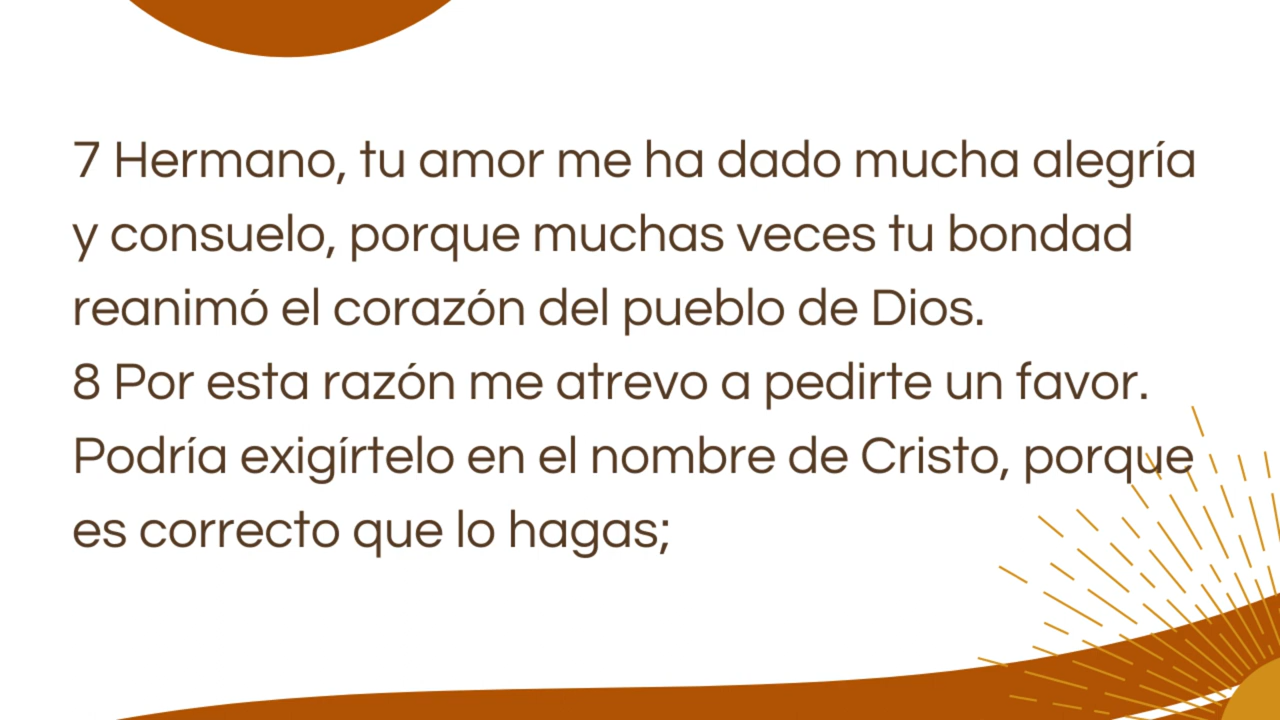 7 Hermano, tu amor me ha dado mucha alegría
y consuelo, porque muchas veces tu bondad
reanimó el corazón del pueblo de Dios.
8 Por esta razón me atrevo a pedirte un favor.
Podría exigírtelo en el nombre de Cristo, porque
es correcto que lo hagas;